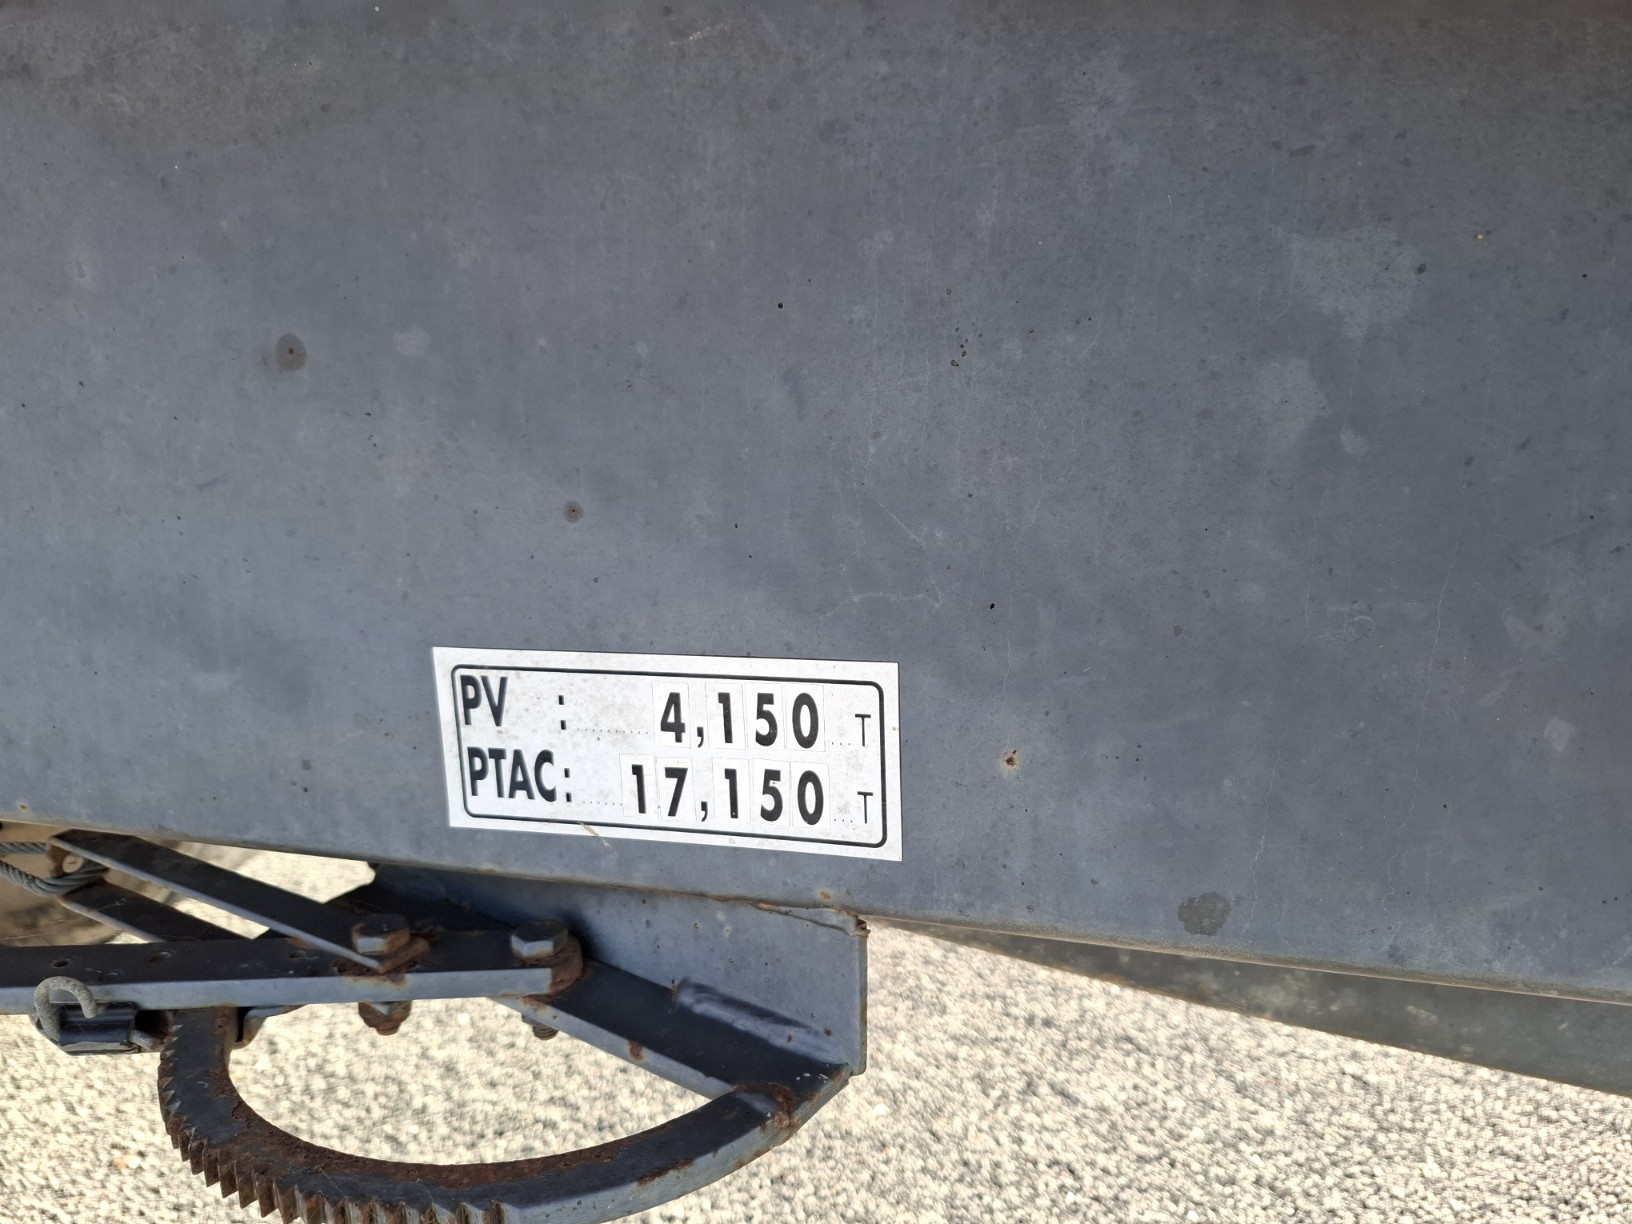 PV : .......... 4,150 ... T
PTAC : ...... 17,150 ... T